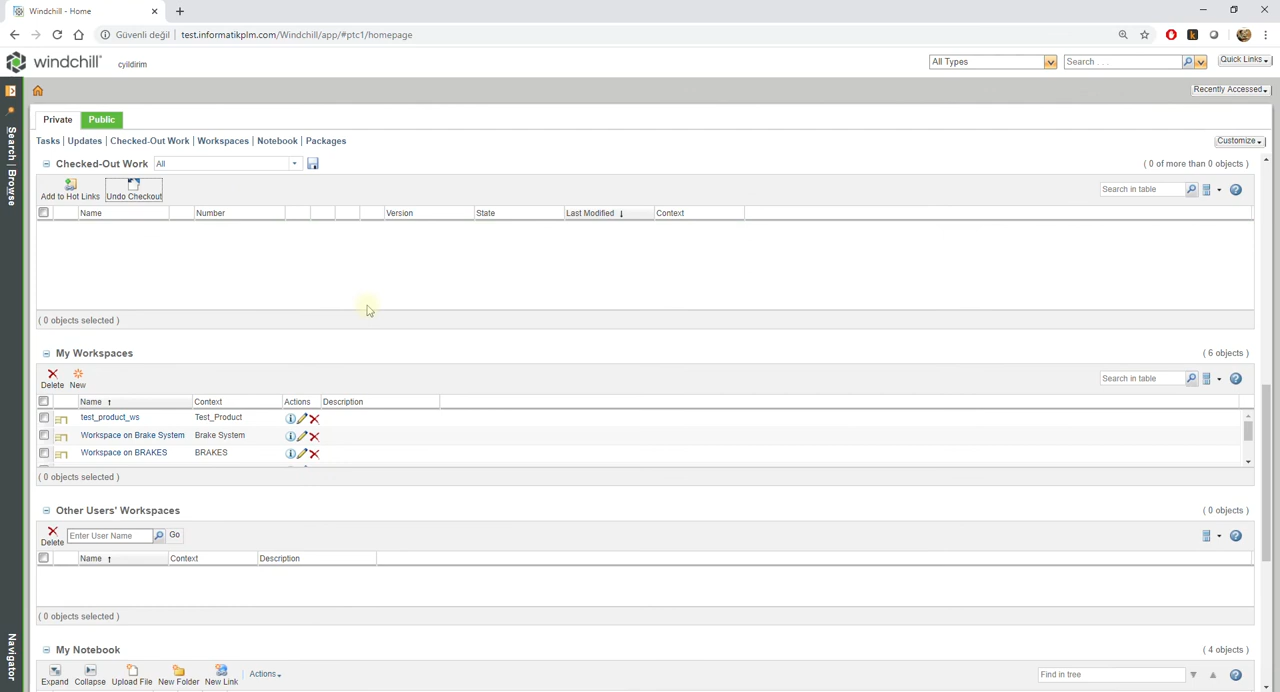 Windchill - Home
Güvenli değil | test.informatikplm.com/Windchill/app/#ptc1/homepage
windchill cyildirim All Types Search . . . Quick Links
Recently Accessed
Private Public
Tasks | Updates | Checked-Out Work | Workspaces | Notebook | Packages Customize
Checked-Out Work All ( 0 of more than 0 objects )
Add to Hot Links Undo Checkout Search in table
Name Number Version State Last Modified ↓ Context
( 0 objects selected )
My Workspaces ( 6 objects )
Delete New Search in table
Name ↑ Context Actions Description
test_product_ws Test_Product
Workspace on Brake System Brake System
Workspace on BRAKES BRAKES
( 0 objects selected )
Other Users' Workspaces ( 0 objects )
Delete Enter User Name Go
Name ↑ Context Description
( 0 objects selected )
My Notebook ( 4 objects )
Expand Collapse Upload File New Folder New Link Actions Find in tree
Search | Browse
Navigator